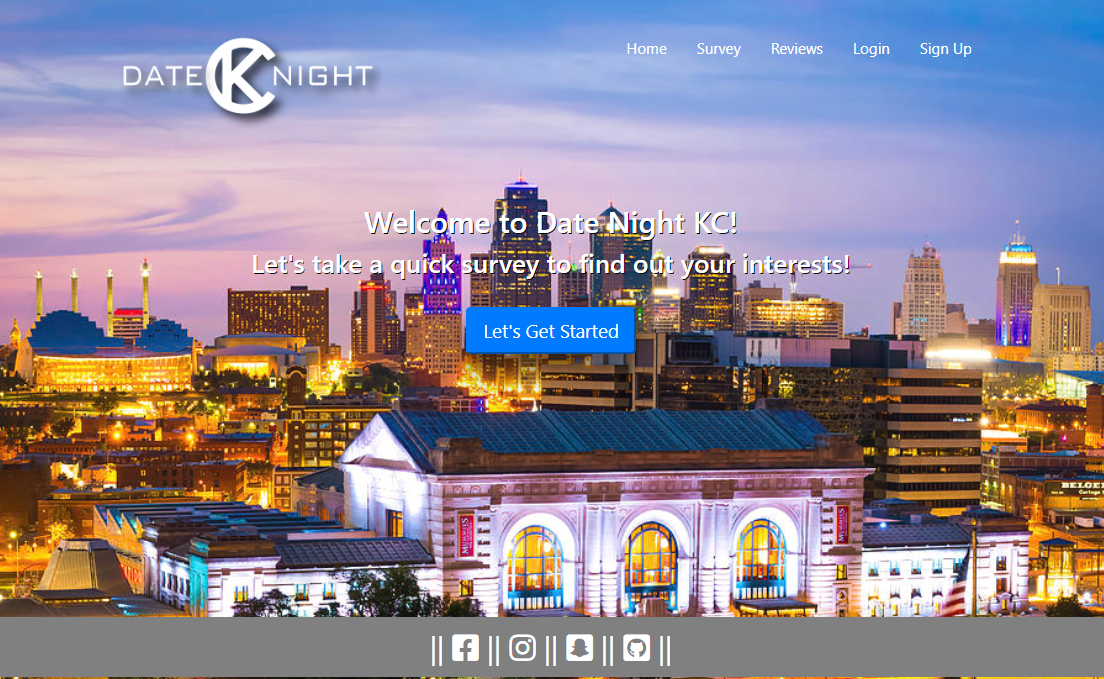 DATE KC NIGHT
Home Survey Reviews Login Sign Up
Welcome to Date Night KC!
Let's take a quick survey to find out your interests!
Let's Get Started
|| || || || ||